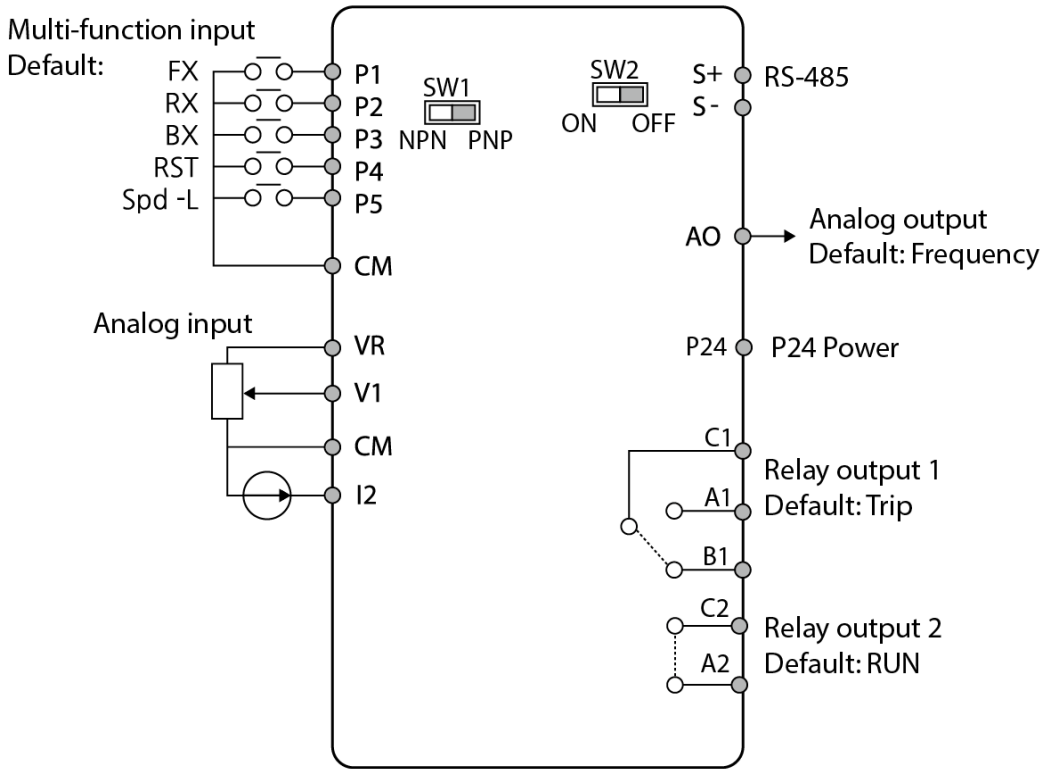 Multi-function input
Default:
FX
RX
BX
RST
Spd -L
P1
P2
P3
P4
P5
CM
SW1
NPN PNP
SW2
ON OFF
S+
S-
RS-485
AO
Analog output
Default: Frequency
Analog input
VR
V1
CM
I2
P24
P24 Power
C1
A1
B1
Relay output 1
Default: Trip
C2
A2
Relay output 2
Default: RUN